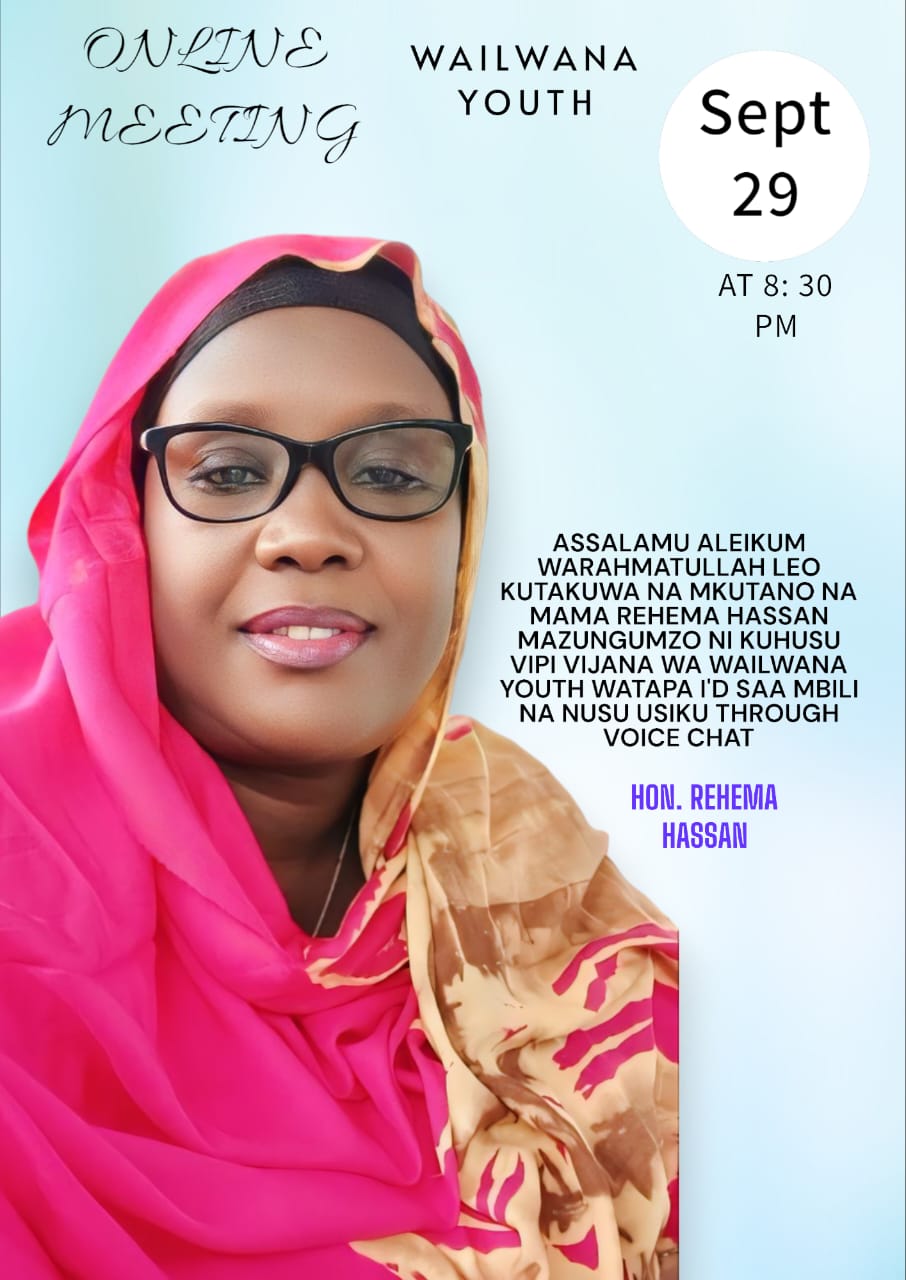 ONLINE
MEETING
WAILWANA
YOUTH
Sept
29
AT 8: 30
PM
ASSALAMU ALEIKUM
WARAHMATULLAH LEO
KUTAKUWA NA MKUTANO NA
MAMA REHEMA HASSAN
MAZUNGUMZO NI KUHUSU
VIPI VIJANA WA WAILWANA
YOUTH WATAPA I'D SAA MBILI
NA NUSU USIKU THROUGH
VOICE CHAT
HON. REHEMA
HASSAN